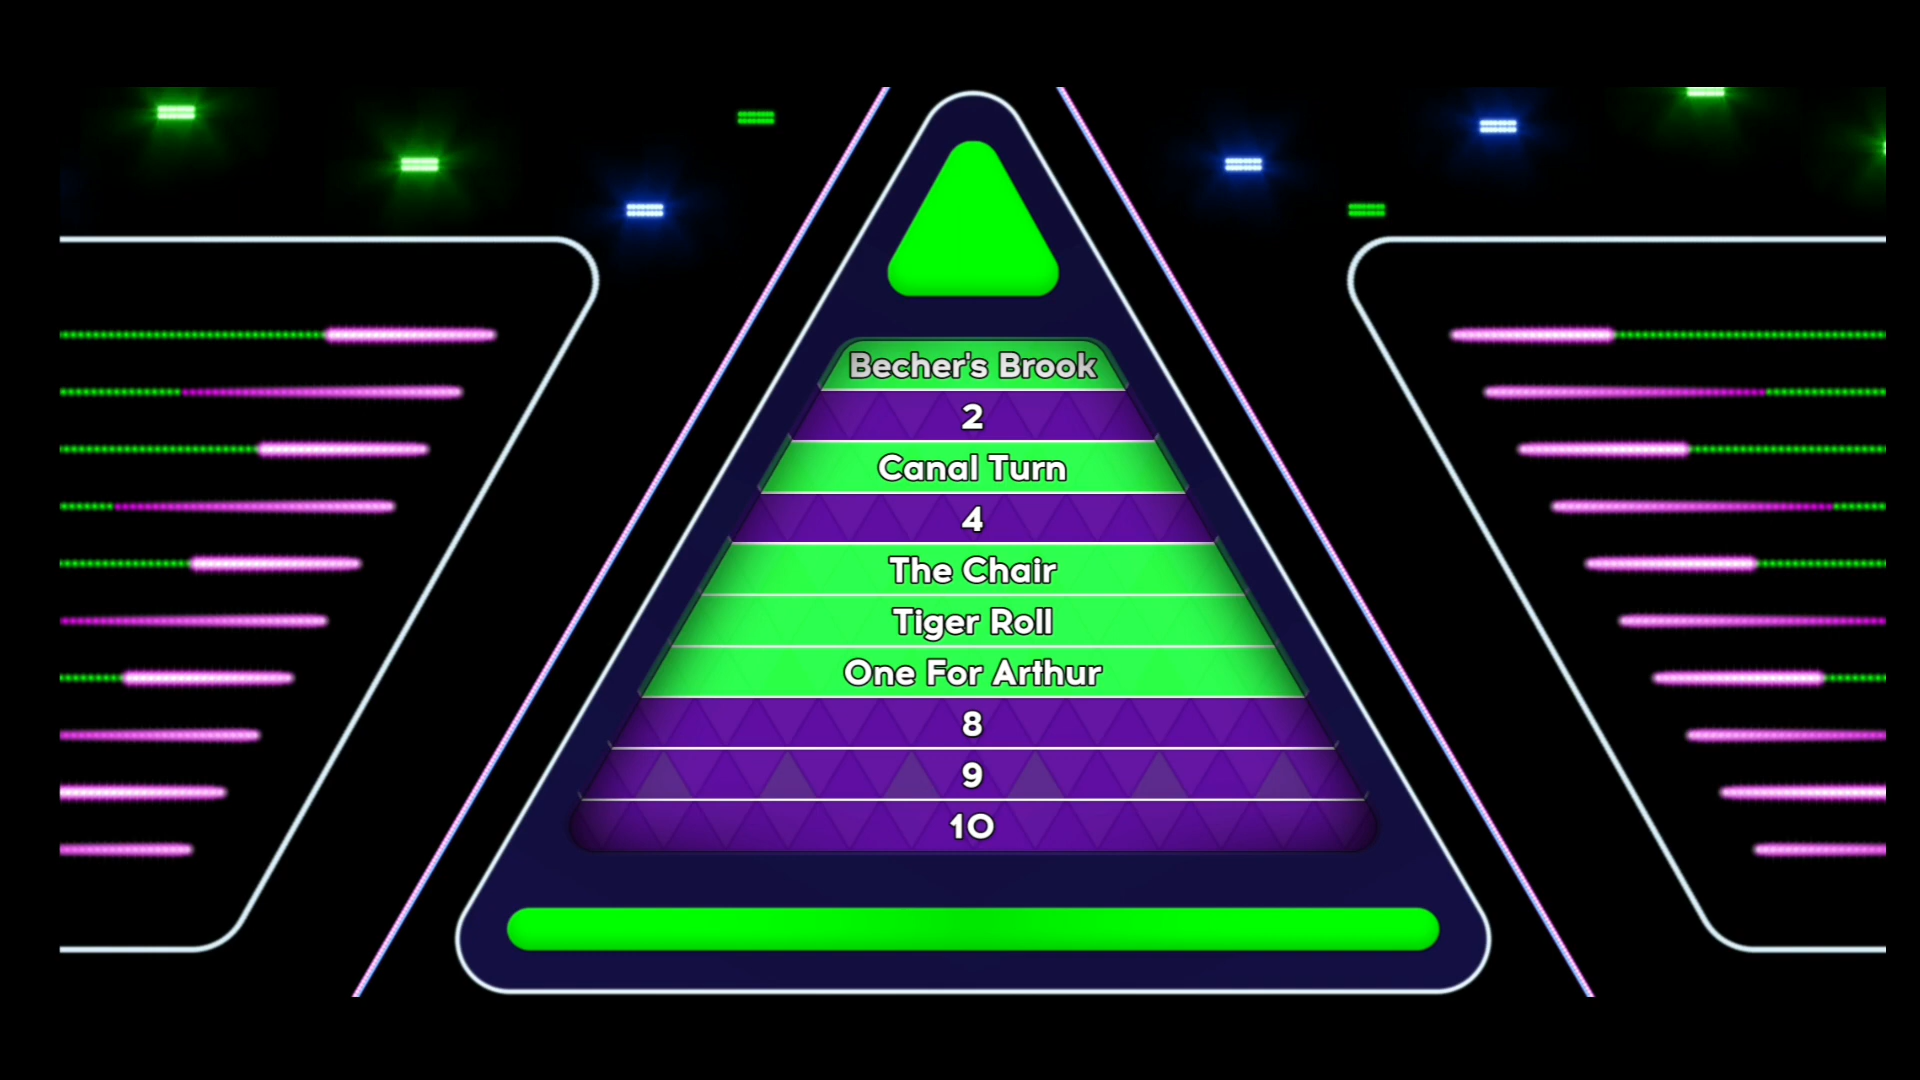 Becher's Brook
2
Canal Turn
4
The Chair
Tiger Roll
One For Arthur
8
9
10